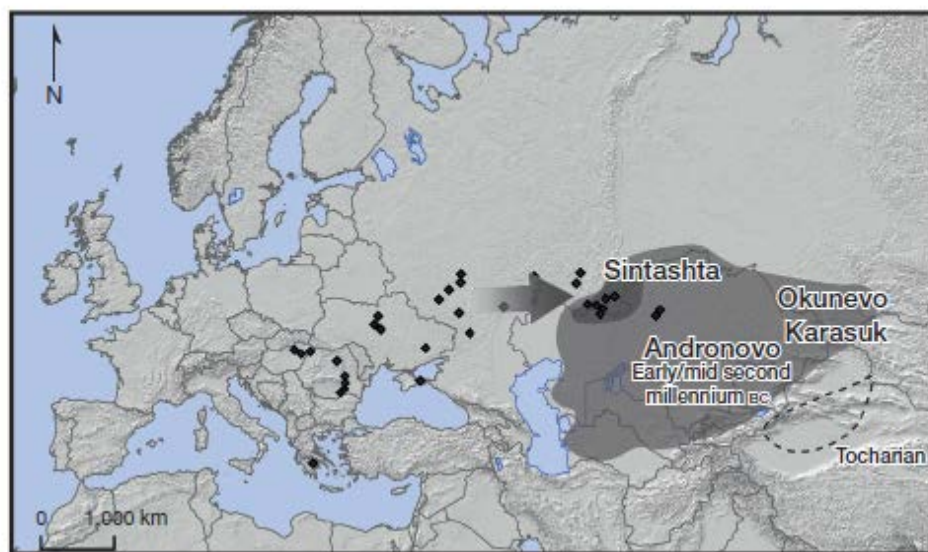 N
Sintashta
Okunevo
Karasuk
Andronovo
Early/mid second
millennium BC
Tocharian
0 1,000 km